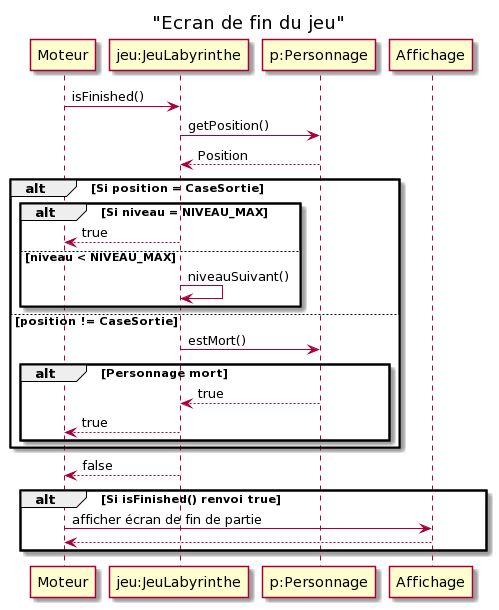 "Ecran de fin du jeu"
Moteur jeu:JeuLabyrinthe p:Personnage Affichage
isFinished()
getPosition()
Position
alt [Si position = CaseSortie]
alt [Si niveau = NIVEAU_MAX]
true
[niveau < NIVEAU_MAX]
niveauSuivant()
[position != CaseSortie]
estMort()
alt [Personnage mort]
true
true
false
alt [Si isFinished() renvoi true]
afficher écran de fin de partie
Moteur jeu:JeuLabyrinthe p:Personnage Affichage